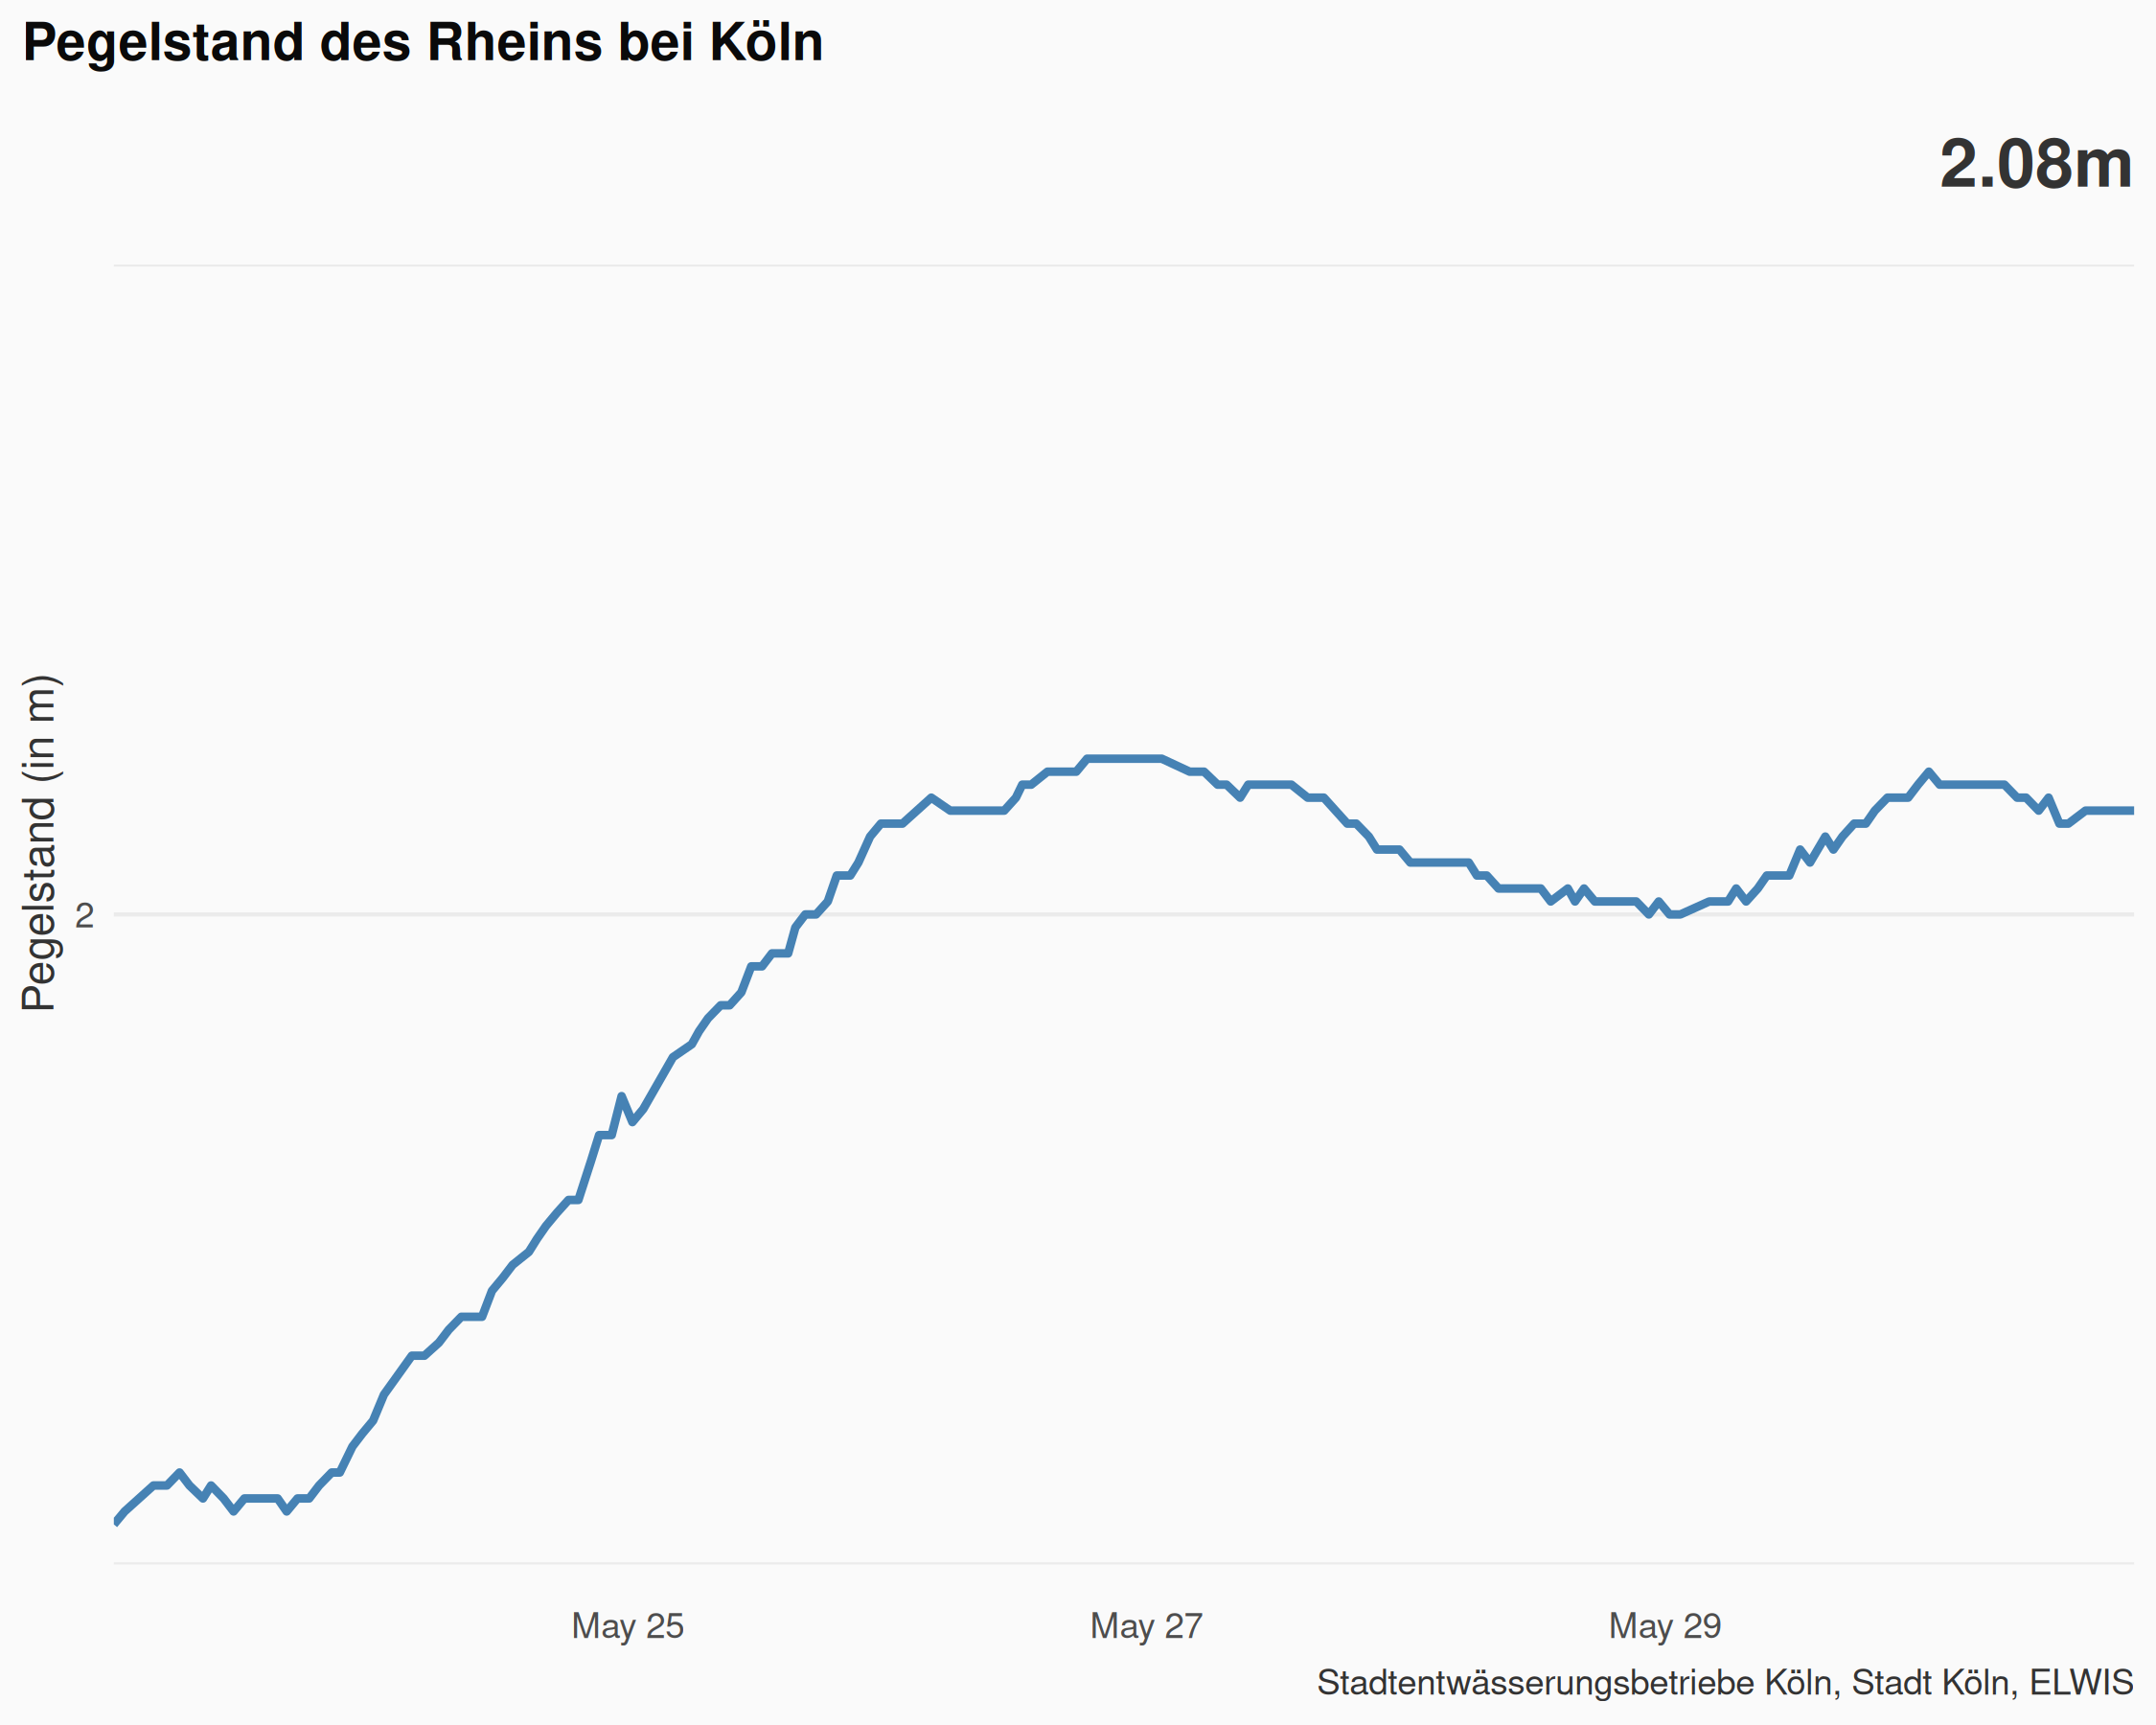 Pegelstand des Rheins bei Köln
2.08m
Pegelstand (in m)
2
May 25
May 27
May 29
Stadtentwässerungsbetriebe Köln, Stadt Köln, ELWIS